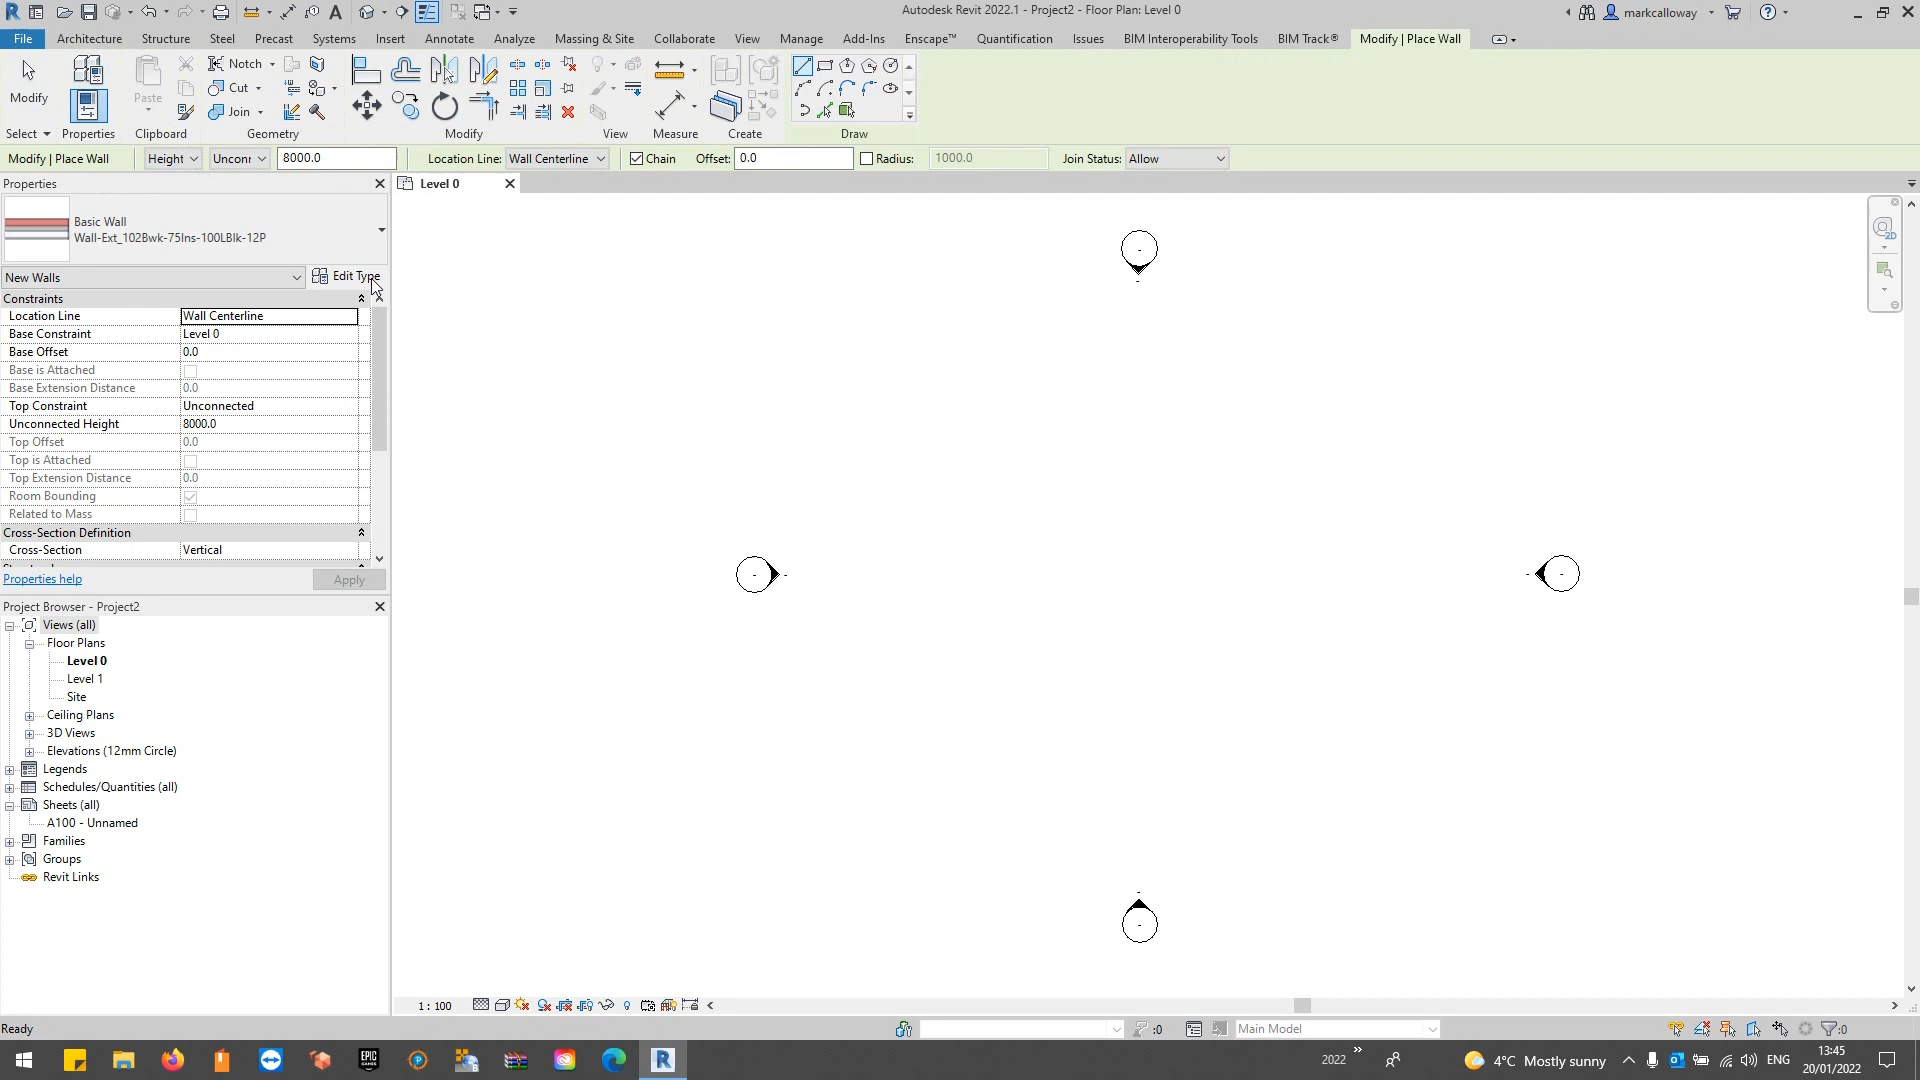 Autodesk Revit 2022.1 - Project2 - Floor Plan: Level 0
markcalloway
File Architecture Structure Steel Precast Systems Insert Annotate Analyze Massing & Site Collaborate View Manage Add-Ins Enscape™ Quantification Issues BIM Interoperability Tools BIM Track® Modify | Place Wall
Notch
Cut
Join
Modify
Paste
Select Properties Clipboard Geometry Modify View Measure Create Draw
Modify | Place Wall Height Unconr 8000.0 Location Line: Wall Centerline Chain Offset: 0.0 Radius: 1000.0 Join Status: Allow
Properties
Level 0
Basic Wall
Wall-Ext_102Bwk-75Ins-100LBlk-12P
New Walls Edit Type
Constraints
Location Line Wall Centerline
Base Constraint Level 0
Base Offset 0.0
Base is Attached
Base Extension Distance 0.0
Top Constraint Unconnected
Unconnected Height 8000.0
Top Offset 0.0
Top is Attached
Top Extension Distance 0.0
Room Bounding
Related to Mass
Cross-Section Definition
Cross-Section Vertical
Properties help Apply
Project Browser - Project2
Views (all)
Floor Plans
Level 0
Level 1
Site
Ceiling Plans
3D Views
Elevations (12mm Circle)
Legends
Schedules/Quantities (all)
Sheets (all)
A100 - Unnamed
Families
Groups
Revit Links
2D
1 : 100
Ready
:0
Main Model
:0
EPIC GAMES
2022
4°C Mostly sunny
ENG
13:45
20/01/2022